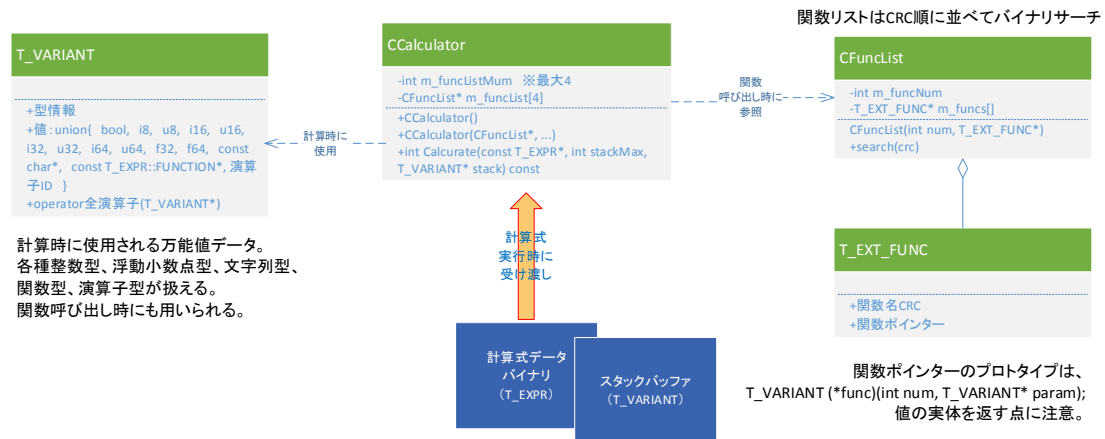 関数リストはCRC順に並べてバイナリサーチ
T_VARIANT
+型情報
+値:union{ bool, i8, u8, i16, u16,
i32, u32, i64, u64, f32, f64, const
char*, const T_EXPR::FUNCTION*, 演算
子ID }
+operator全演算子(T_VARIANT*)
計算時に使用される万能値データ。
各種整数型、浮動小数点型、文字列型、
関数型、演算子型が扱える。
関数呼び出し時にも用いられる。
計算時に
使用
CCalculator
-int m_funcListMum ※最大4
-CFuncList* m_funcList[4]
+CCalculator()
+CCalculator(CFuncList*, ...)
+int Calcurate(const T_EXPR*, int stackMax,
T_VARIANT* stack) const
関数
呼び出し時に
参照
CFuncList
-int m_funcNum
-T_EXT_FUNC* m_funcs[]
CFuncList(int num, T_EXT_FUNC*)
+search(crc)
計算式
実行時に
受け渡し
計算式データ
バイナリ
(T_EXPR)
スタックバッファ
(T_VARIANT)
T_EXT_FUNC
+関数名CRC
+関数ポインター
関数ポインターのプロトタイプは、
T_VARIANT (*func)(int num, T_VARIANT* param);
値の実体を返す点に注意。